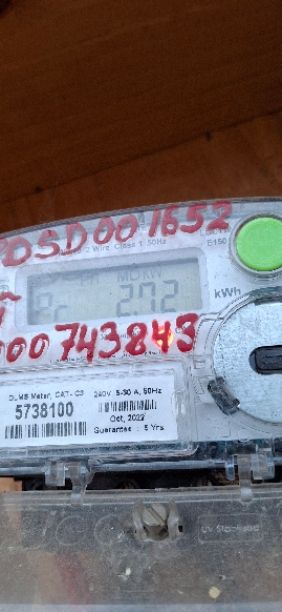 PDSD001652
2 Wire Class 1 50Hz
E150
MD kW
2.72
kWh
000743843
DLMS Meter, CAT- C3 240V 5-30 A, 50Hz
5738100
Oct, 2022
Guarantee : 5 Yrs